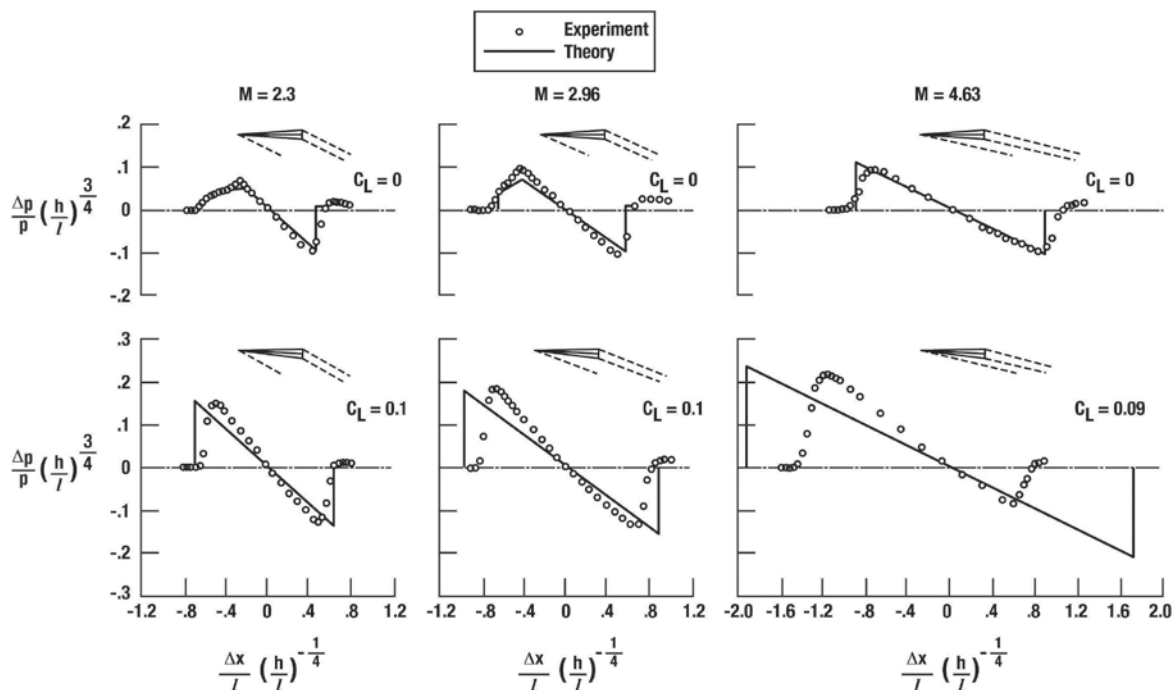 Experiment
Theory
M = 2.3
M = 2.96
M = 4.63
.2
.1
0
-.1
-.2
Δp/p (h/l)^3/4
C_L = 0
C_L = 0
C_L = 0
.3
.2
.1
0
-.1
-.2
-.3
Δp/p (h/l)^3/4
C_L = 0.1
C_L = 0.1
C_L = 0.09
-1.2 -.8 -.4 0 .4 .8 1.2
-1.2 -.8 -.4 0 .4 .8 1.2
-2.0 -1.6 -1.2 -.8 -.4 0 .4 .8 1.2 1.6 2.0
Δx/l (h/l)^-1/4
Δx/l (h/l)^-1/4
Δx/l (h/l)^-1/4